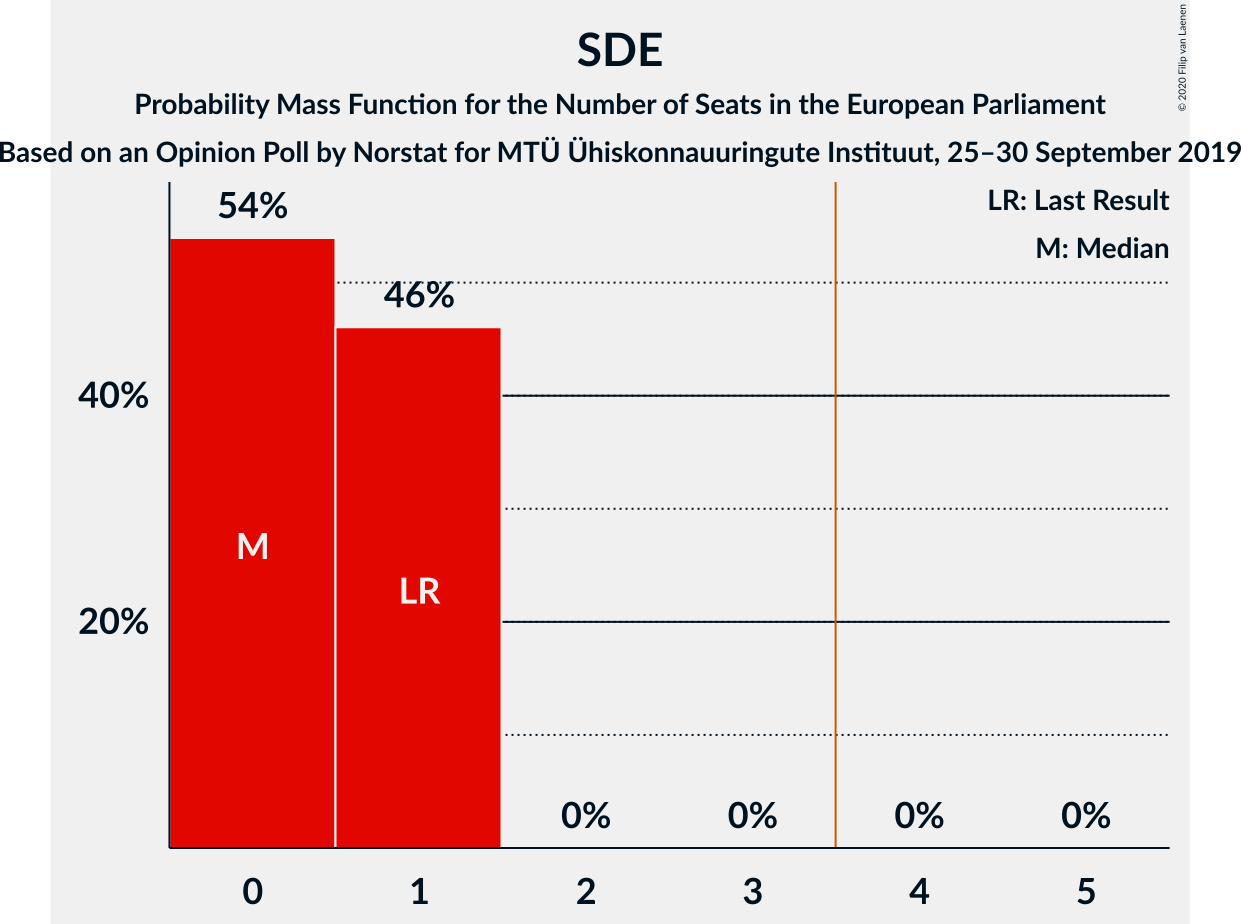 SDE
Probability Mass Function for the Number of Seats in the European Parliament
Based on an Opinion Poll by Norstat for MTÜ Ühiskonnauuringute Instituut, 25–30 September 2019
© 2020 Filip van Laenen
LR: Last Result
M: Median
54%
46%
40%
20%
M
LR
0% 0% 0% 0%
0 1 2 3 4 5